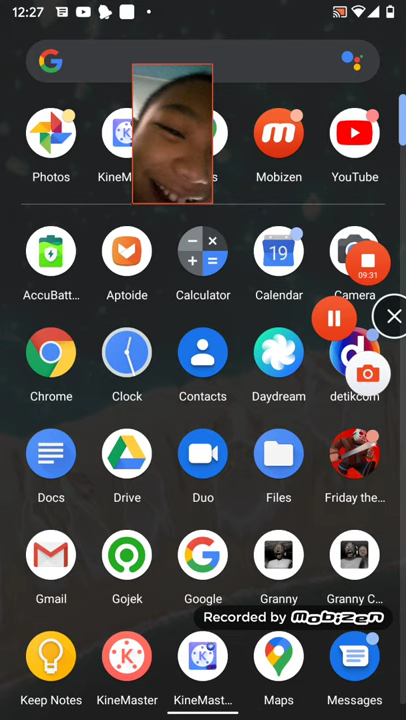 12:27
Photos KineM s Mobizen YouTube
AccuBatt... Aptoide Calculator Calendar Camera
19
09:31
Chrome Clock Contacts Daydream detikcom
Docs Drive Duo Files Friday the...
Gmail Gojek Google Granny Granny C...
Recorded by mobizen
Keep Notes KineMaster KineMast... Maps Messages